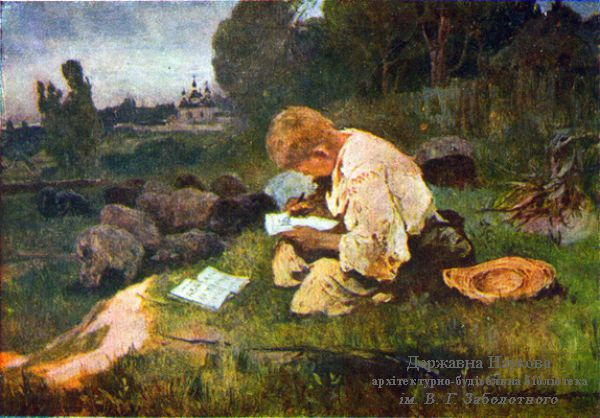 Державна Наукова
архітектурно-будівельна бібліотека
ім. В. Г. Заболотного